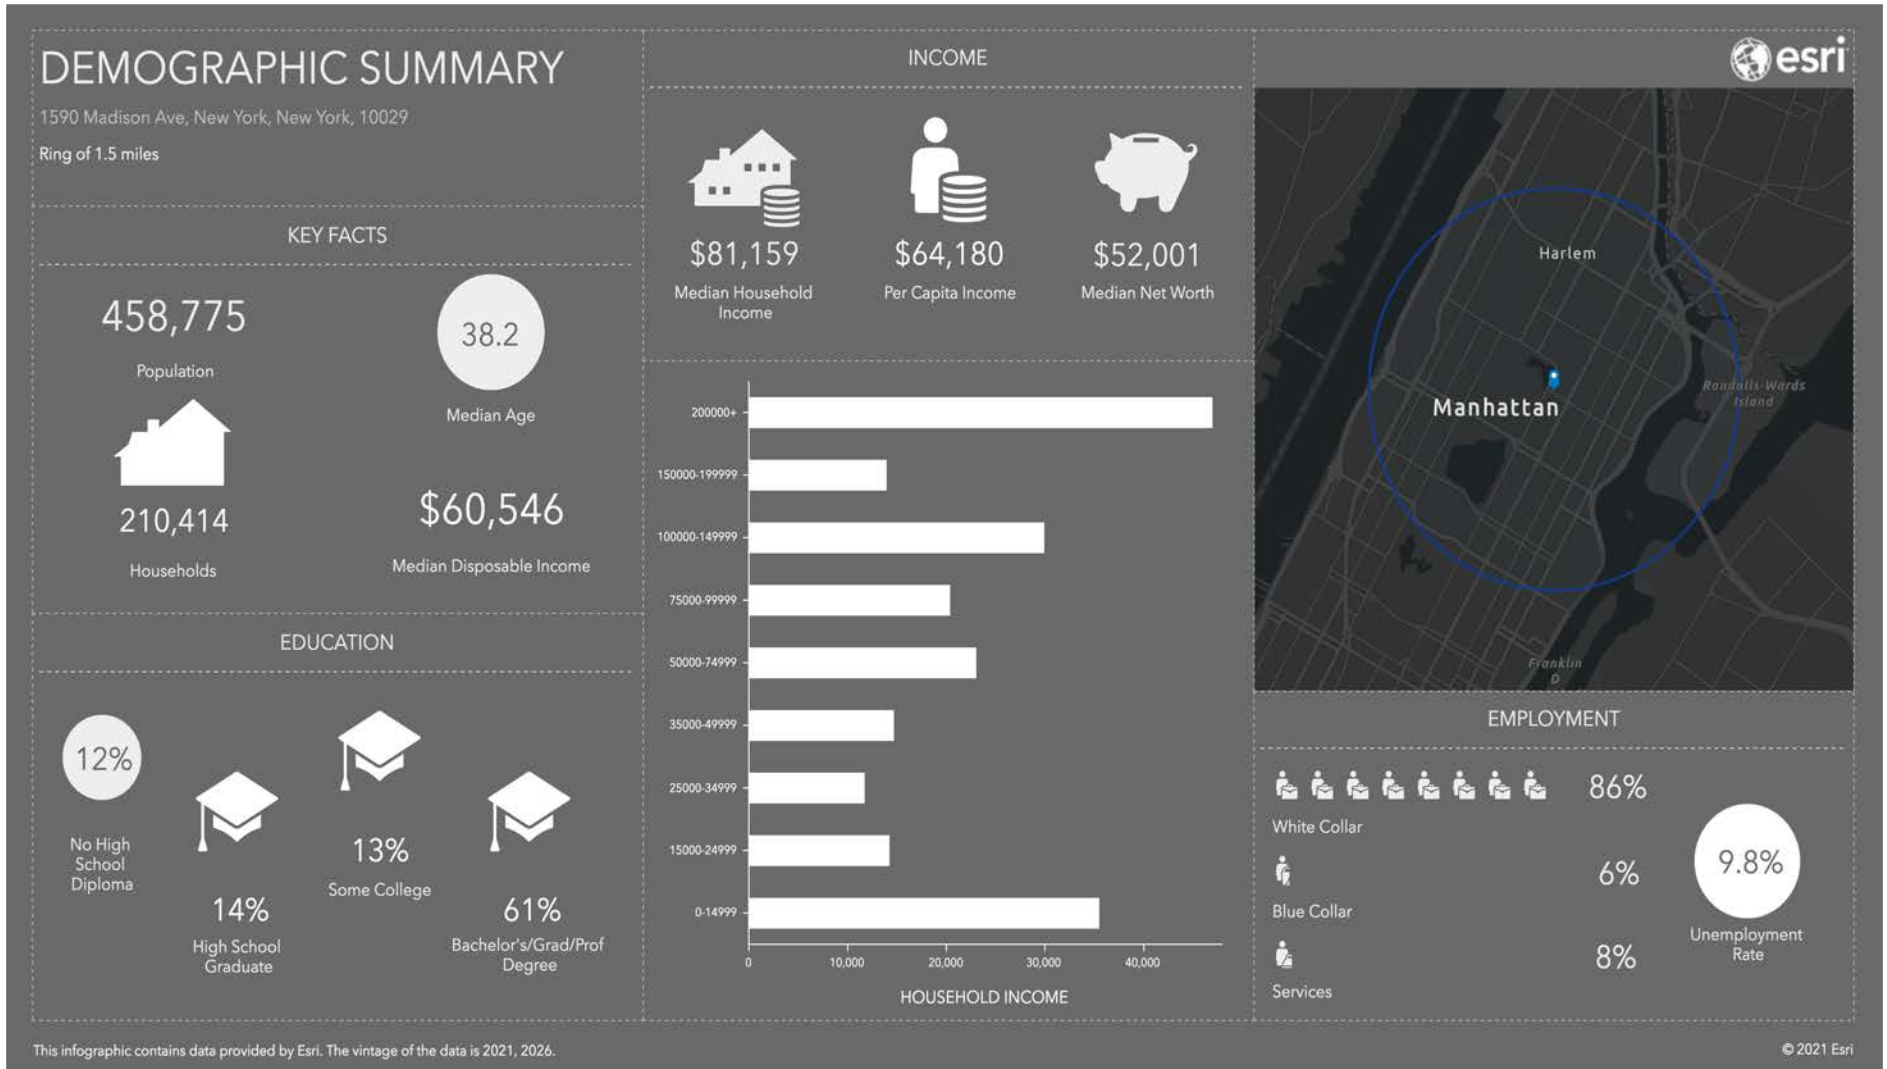 DEMOGRAPHIC SUMMARY
1590 Madison Ave, New York, New York, 10029
Ring of 1.5 miles
KEY FACTS
458,775
Population
38.2
Median Age
210,414
Households
$60,546
Median Disposable Income
EDUCATION
12%
No High
School
Diploma
14%
High School
Graduate
13%
Some College
61%
Bachelor's/Grad/Prof
Degree
INCOME
$81,159
Median Household
Income
$64,180
Per Capita Income
$52,001
Median Net Worth
200000+
150000-199999
100000-149999
75000-99999
50000-74999
35000-49999
25000-34999
15000-24999
0-14999
0 10,000 20,000 30,000 40,000
HOUSEHOLD INCOME
esri
Harlem
Manhattan
Randalls-Wards
Island
Franklin
D
EMPLOYMENT
86%
White Collar
6%
Blue Collar
8%
Services
9.8%
Unemployment
Rate
This infographic contains data provided by Esri. The vintage of the data is 2021, 2026.
© 2021 Esri